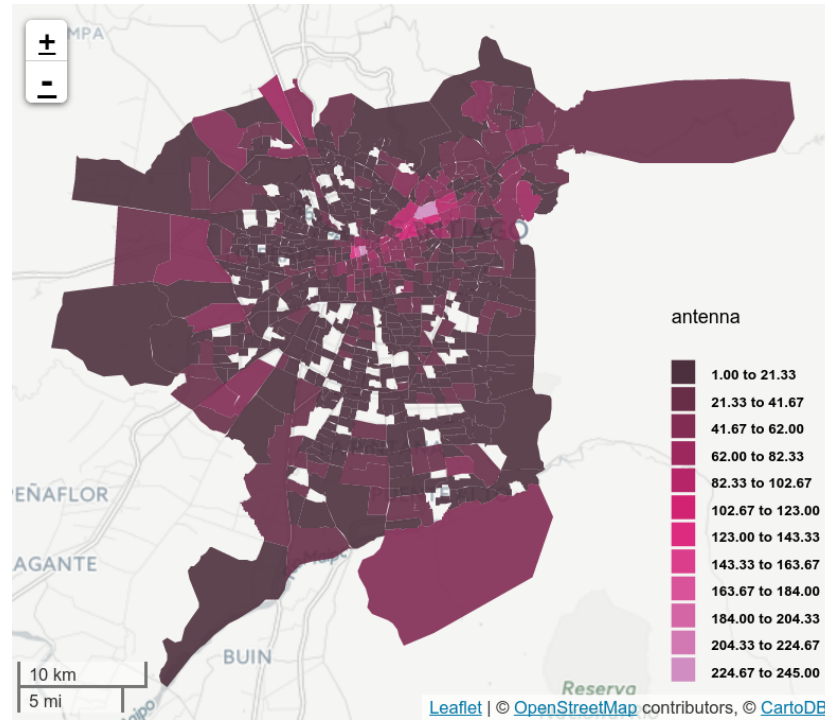 +
-
MPA
SANTIAGO
antenna
1.00 to 21.33
21.33 to 41.67
41.67 to 62.00
62.00 to 82.33
82.33 to 102.67
102.67 to 123.00
123.00 to 143.33
143.33 to 163.67
163.67 to 184.00
184.00 to 204.33
204.33 to 224.67
224.67 to 245.00
PEÑAFLOR
AGANTE
BUIN
10 km
5 mi
Maipo
Reserva
Leaflet | © OpenStreetMap contributors, © CartoDB